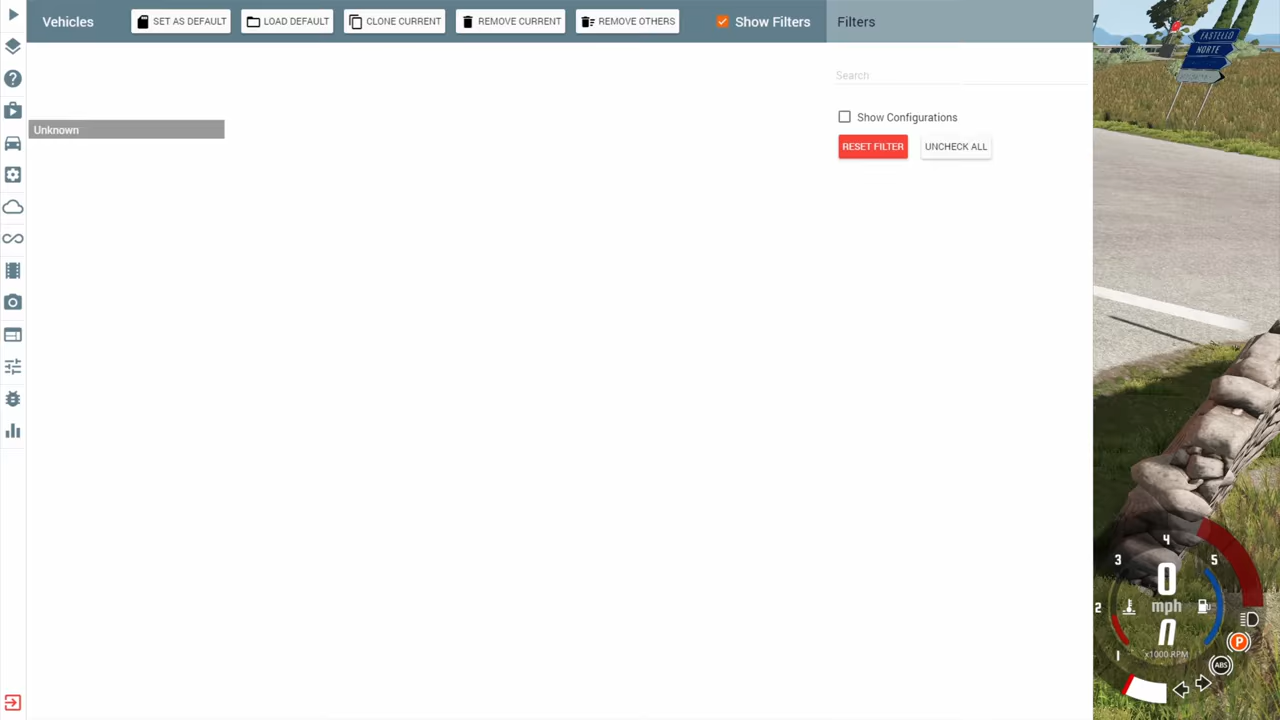 Vehicles
SET AS DEFAULT
LOAD DEFAULT
CLONE CURRENT
REMOVE CURRENT
REMOVE OTHERS
Show Filters
Filters
Search
Show Configurations
RESET FILTER
UNCHECK ALL
Unknown
FASTELLO
NORTE
4
3
5
0
2
mph
n
P
x1000 RPM
1
ABS